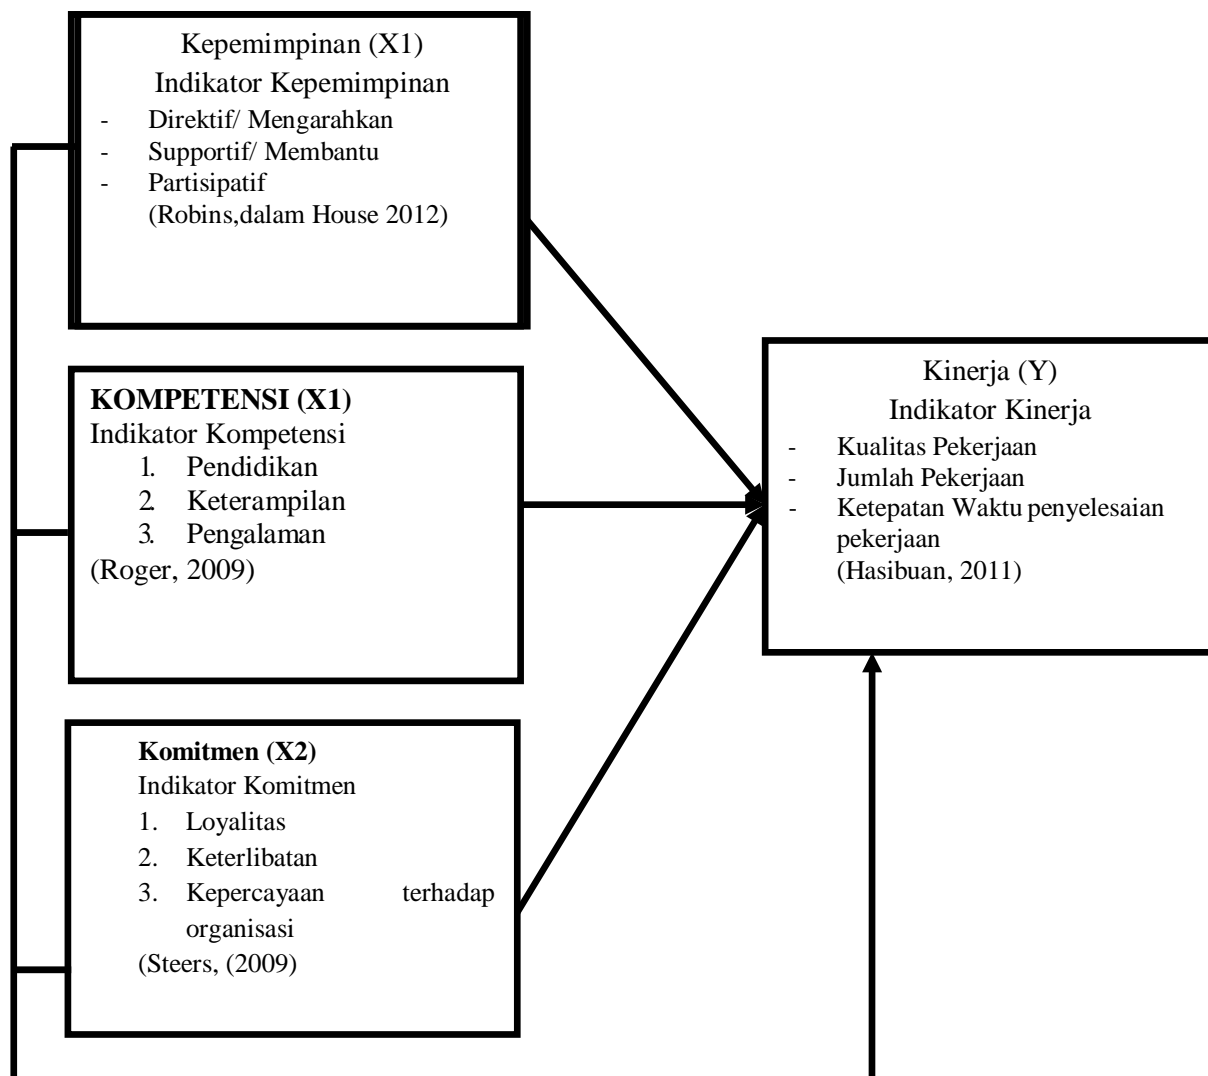 Kepemimpinan (X1)
Indikator Kepemimpinan
- Direktif/ Mengarahkan
- Supportif/ Membantu
- Partisipatif
(Robins,dalam House 2012)
KOMPETENSI (X1)
Indikator Kompetensi
1. Pendidikan
2. Keterampilan
3. Pengalaman
(Roger, 2009)
Komitmen (X2)
Indikator Komitmen
1. Loyalitas
2. Keterlibatan
3. Kepercayaan terhadap
organisasi
(Steers, (2009)
Kinerja (Y)
Indikator Kinerja
- Kualitas Pekerjaan
- Jumlah Pekerjaan
- Ketepatan Waktu penyelesaian
pekerjaan
(Hasibuan, 2011)